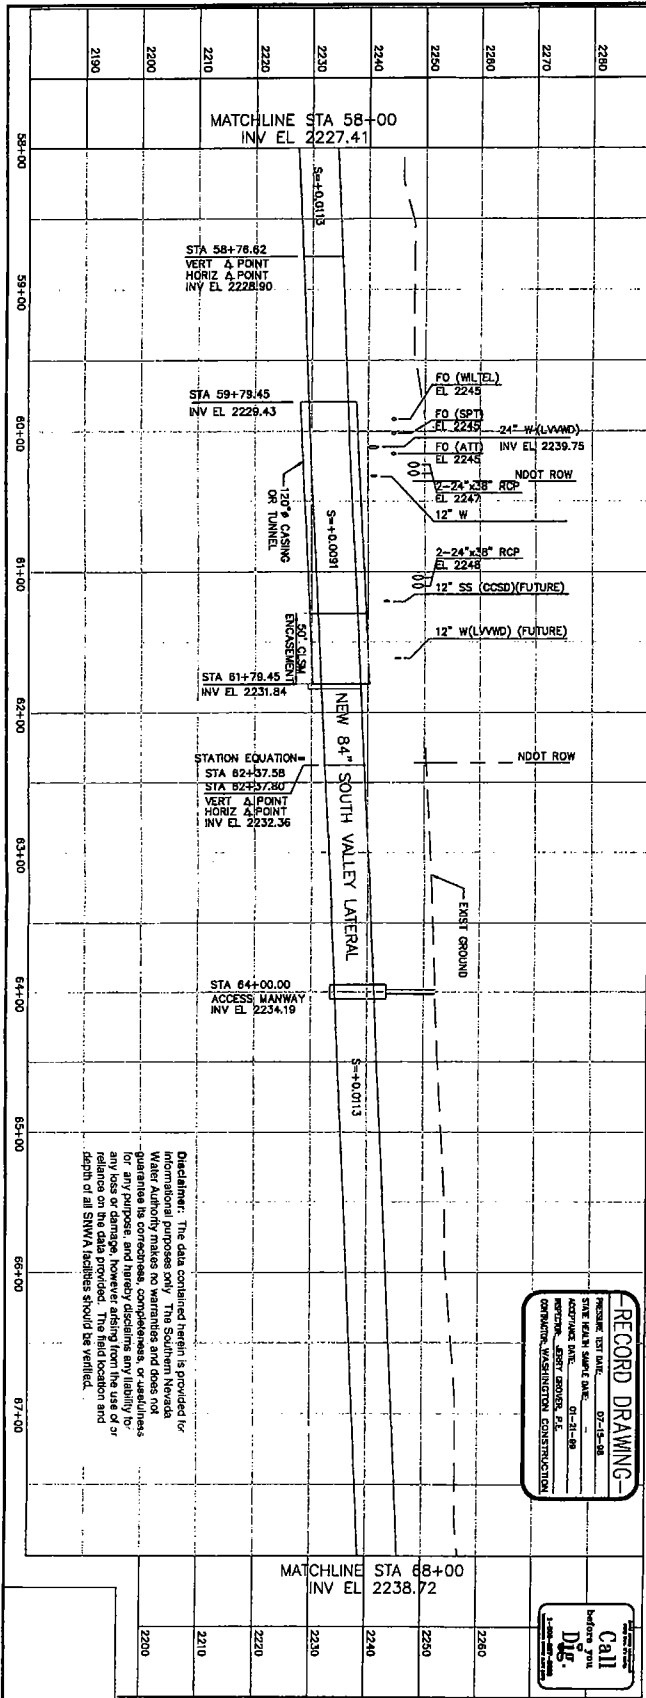 2280
2270
2260
2250
2240
2230
2220
2210
2200
2190
MATCHLINE STA 58+00
INV EL 2227.41
58+00
59+00
60+00
61+00
62+00
63+00
64+00
65+00
66+00
67+00
S=+0.0113
STA 58+76.62
VERT Δ POINT
HORIZ Δ POINT
INV EL 2228.90
STA 59+79.45
INV EL 2229.43
120"ø CASING
OR TUNNEL
S=+0.0091
FO (WILTEL)
EL 2245
FO (SPT)
EL 2245
24" W (LVVWD)
INV EL 2239.75
FO (ATT)
EL 2245
NDOT ROW
2-24"x38" RCP
EL 2247
12" W
2-24"x38" RCP
EL 2248
12" SS (CCSD)(FUTURE)
12" W(LVVWD) (FUTURE)
50' CLSM
ENCASEMENT
STA 61+79.45
INV EL 2231.84
NEW 84" SOUTH VALLEY LATERAL
STATION EQUATION=
STA 62+37.58
STA 62+37.80
VERT Δ POINT
HORIZ Δ POINT
INV EL 2232.36
NDOT ROW
EXIST GROUND
STA 64+00.00
ACCESS MANWAY
INV EL 2234.19
S=+0.0113
Disclaimer: The data contained herein is provided for
informational purposes only. The Southern Nevada
Water Authority makes no warranties and does not
guarantee its correctness, completeness, or usefulness
for any purpose, and hereby disclaims any liability for
any loss or damage, however arising from the use of or
reliance on the data provided. The field location and
depth of all SNWA facilities should be verified.
RECORD DRAWING
PRESSURE TEST DATE: 07-15-98
STATE HEALTH SAMPLE DATE: -
ACCEPTANCE DATE: 01-21-99
INSPECTOR: JERRY GROVER, P.E.
CONTRACTOR: WASHINGTON CONSTRUCTION
MATCHLINE STA 68+00
INV EL 2238.72
2260
2250
2240
2230
2220
2210
2200
Call
before you
Dig.